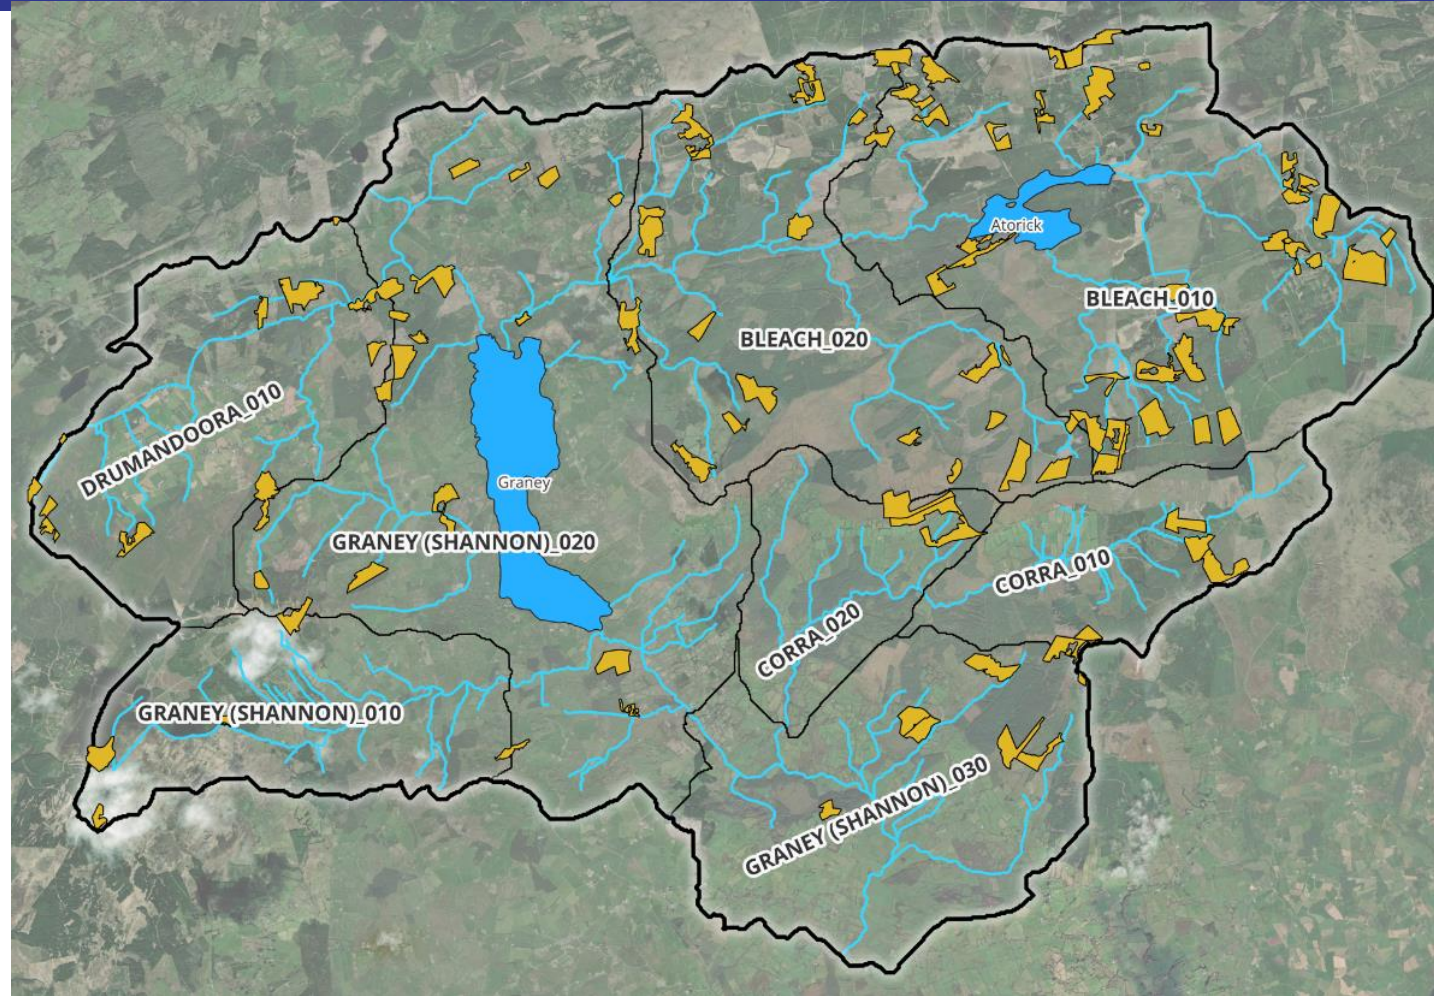 Atorick
BLEACH_010
BLEACH_020
DRUMANDOORA_010
Graney
GRANEY (SHANNON)_020
CORRA_010
CORRA_020
GRANEY (SHANNON)_010
GRANEY (SHANNON)_030